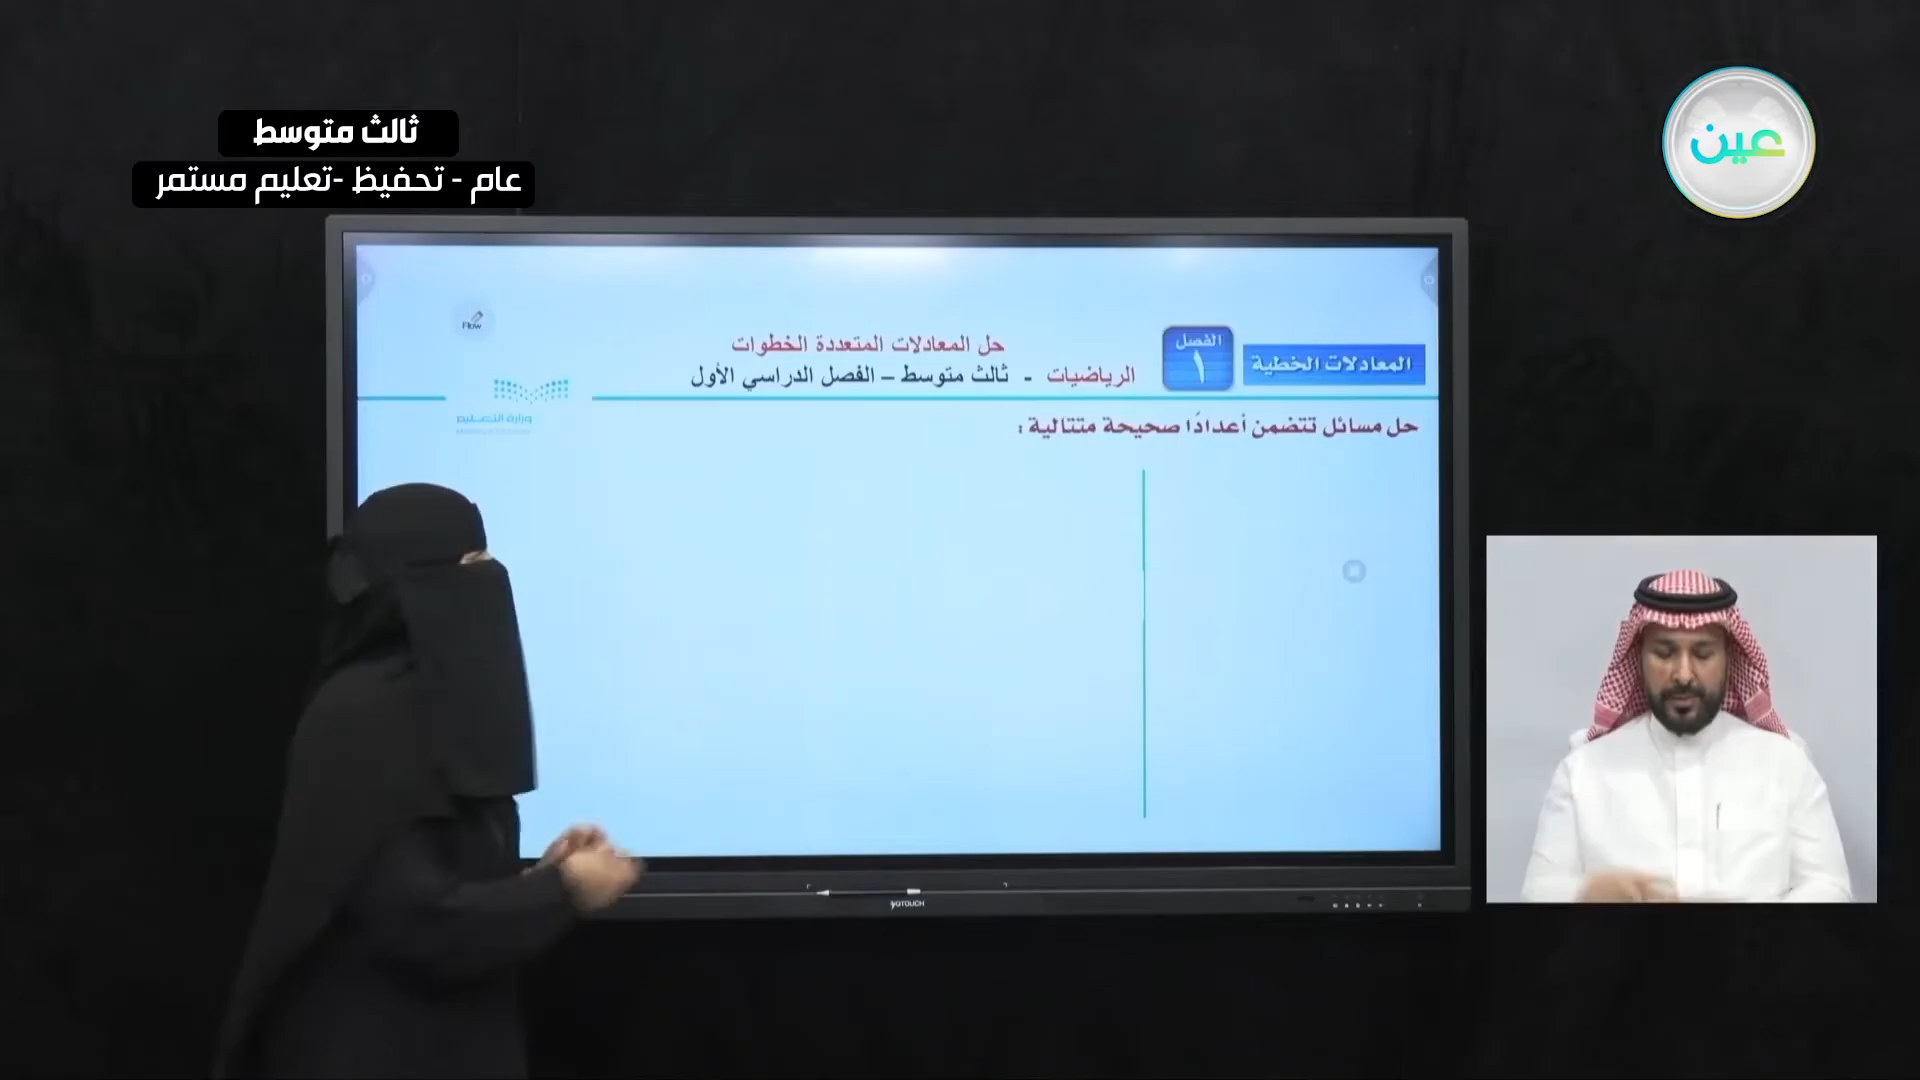 ثالث متوسط
عام - تحفيظ -تعليم مستمر
عين
Flow
حل المعادلات المتعددة الخطوات
الرياضيات - ثالث متوسط – الفصل الدراسي الأول
الفصل
١
المعادلات الخطية
وزارة التعليم
حل مسائل تتضمن أعدادًا صحيحة متتالية :